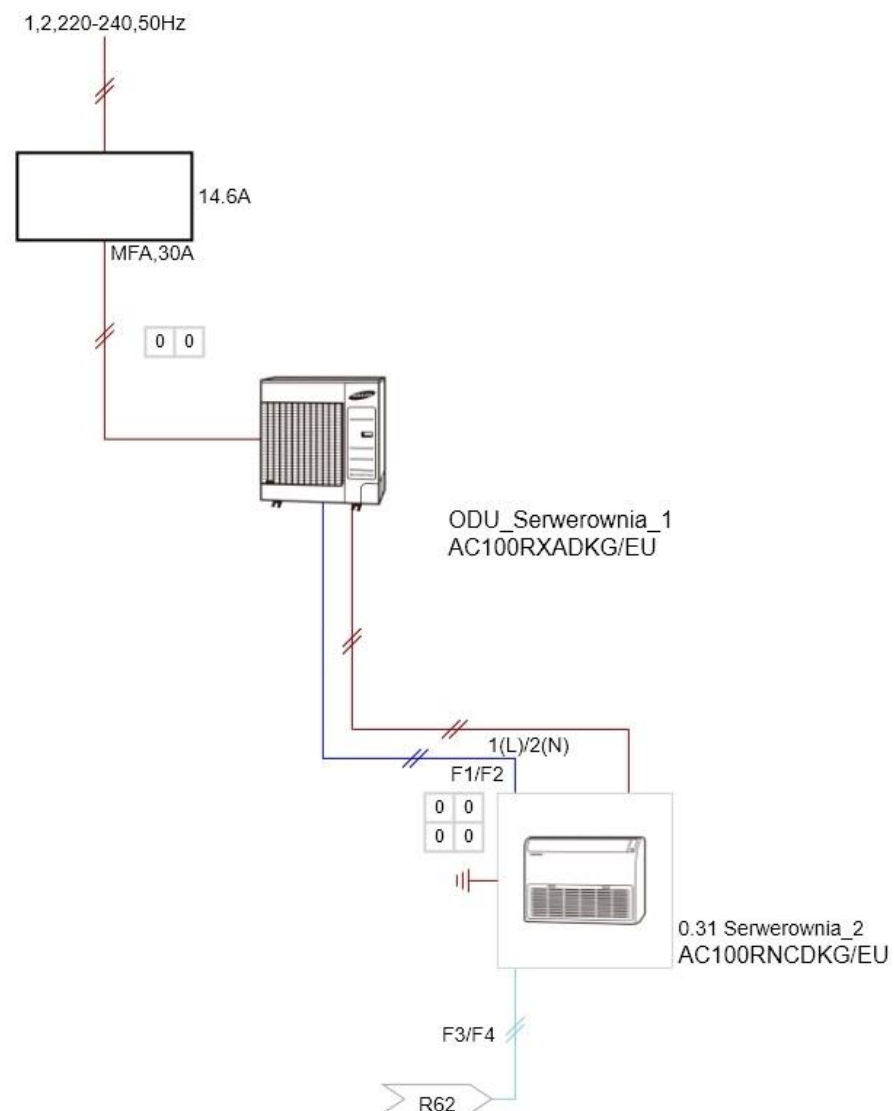 1,2,220-240,50Hz
14.6A
MFA,30A
0 0
ODU_Serwerownia_1
AC100RXADKG/EU
1(L)/2(N)
F1/F2
0 0
0 0
0.31 Serwerownia_2
AC100RNCDKG/EU
F3/F4
R62